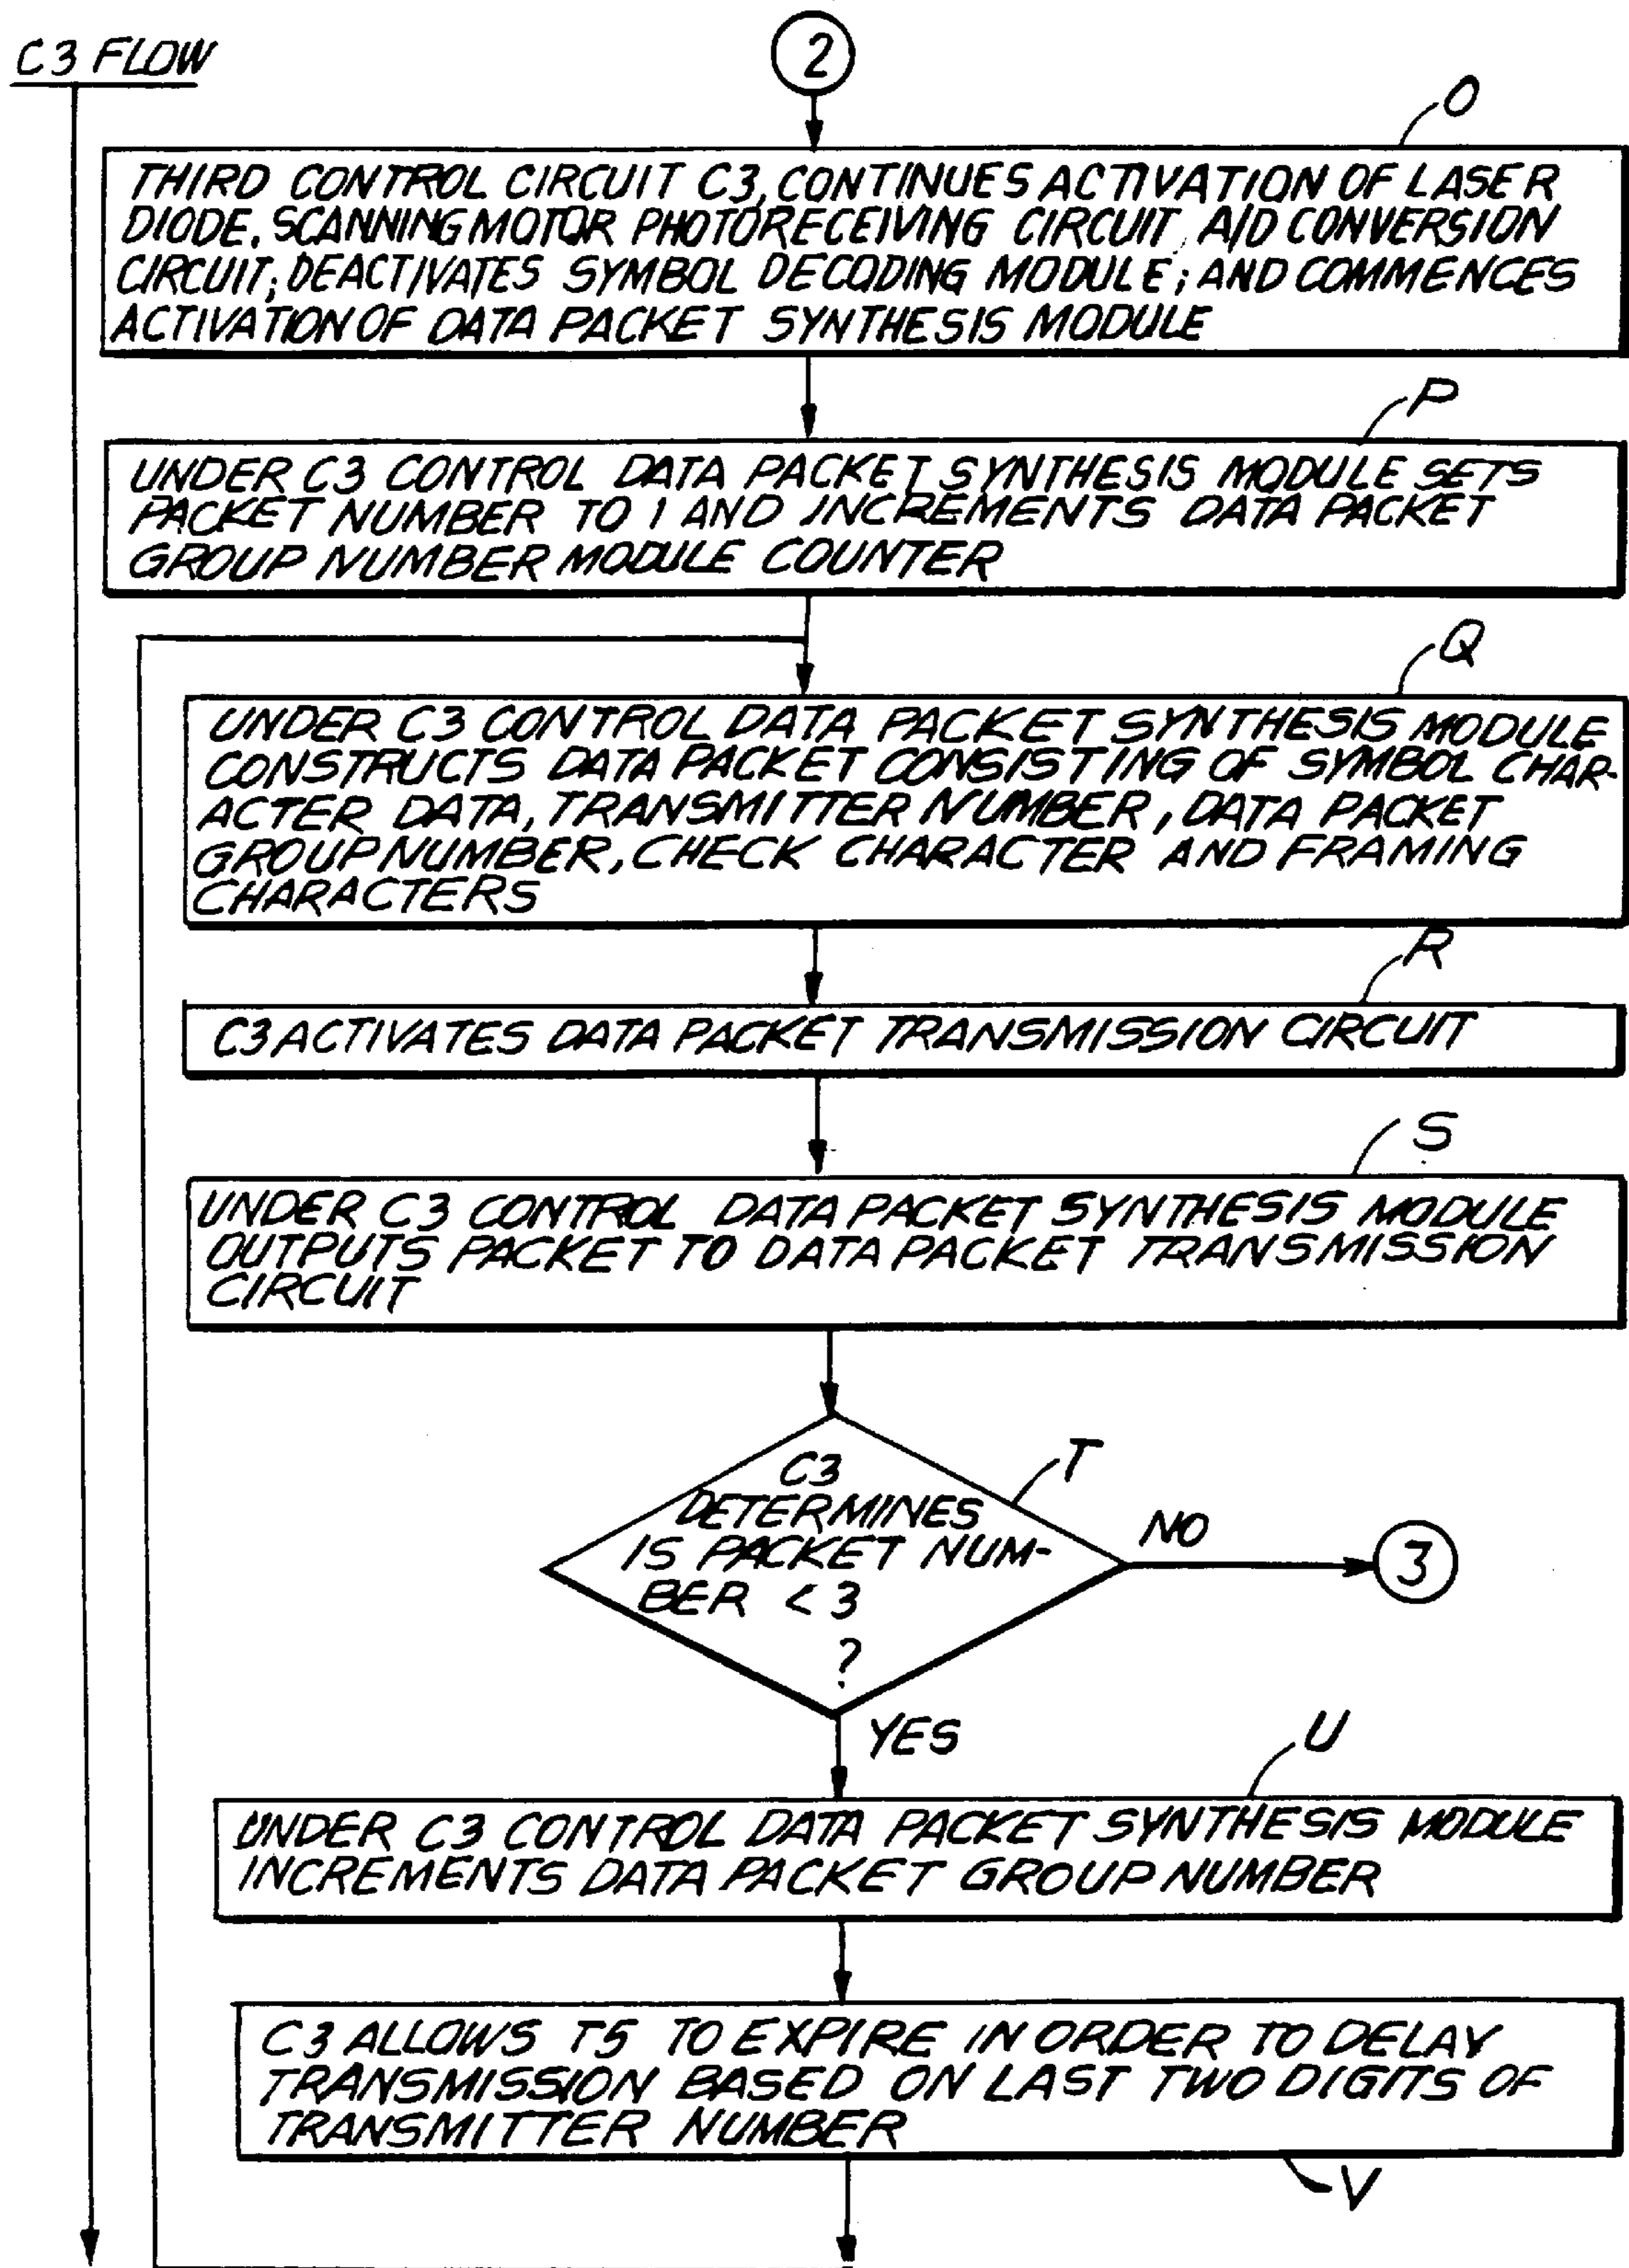 C3 FLOW
2
O
THIRD CONTROL CIRCUIT C3, CONTINUES ACTIVATION OF LASER
DIODE, SCANNING MOTOR PHOTORECEIVING CIRCUIT, A/D CONVERSION
CIRCUIT; DEACTIVATES SYMBOL DECODING MODULE; AND COMMENCES
ACTIVATION OF DATA PACKET SYNTHESIS MODULE
P
UNDER C3 CONTROL DATA PACKET SYNTHESIS MODULE SETS
PACKET NUMBER TO 1 AND INCREMENTS DATA PACKET
GROUP NUMBER MODULE COUNTER
Q
UNDER C3 CONTROL DATA PACKET SYNTHESIS MODULE
CONSTRUCTS DATA PACKET CONSISTING OF SYMBOL CHAR-
ACTER DATA, TRANSMITTER NUMBER, DATA PACKET
GROUP NUMBER, CHECK CHARACTER AND FRAMING
CHARACTERS
R
C3 ACTIVATES DATA PACKET TRANSMISSION CIRCUIT
S
UNDER C3 CONTROL DATA PACKET SYNTHESIS MODULE
OUTPUTS PACKET TO DATA PACKET TRANSMISSION
CIRCUIT
T
C3
DETERMINES
IS PACKET NUM-
BER < 3
?
NO
3
YES
U
UNDER C3 CONTROL DATA PACKET SYNTHESIS MODULE
INCREMENTS DATA PACKET GROUP NUMBER
C3 ALLOWS T5 TO EXPIRE IN ORDER TO DELAY
TRANSMISSION BASED ON LAST TWO DIGITS OF
TRANSMITTER NUMBER
V